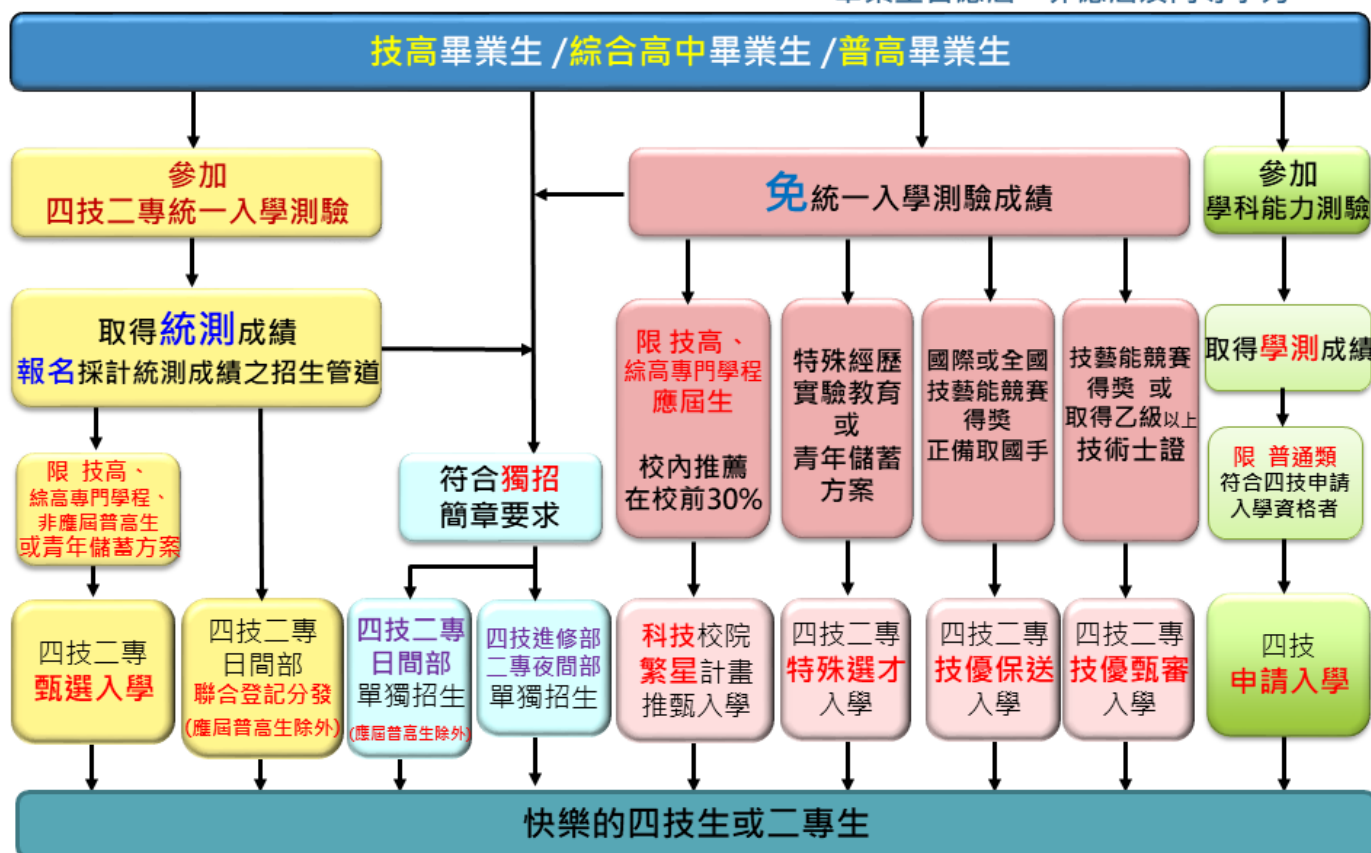 技高畢業生 /綜合高中畢業生 /普高畢業生
參加
四技二專統一入學測驗
免統一入學測驗成績
參加
學科能力測驗
取得統測成績
報名採計統測成績之招生管道
限 技高、
綜高專門學程
應屆生
校內推薦
在校前30%
特殊經歷
實驗教育
或
青年儲蓄
方案
國際或全國
技藝能競賽
得獎
正備取國手
技藝能競賽
得獎 或
取得乙級以上
技術士證
取得學測成績
限 技高、
綜高專門學程、
非應屆普高生
或青年儲蓄方案
符合獨招
簡章要求
限 普通類
符合四技申請
入學資格者
四技二專
甄選入學
四技二專
日間部
聯合登記分發
(應屆普高生除外)
四技二專
日間部
單獨招生
(應屆普高生除外)
四技進修部
二專夜間部
單獨招生
科技校院
繁星計畫
推甄入學
四技二專
特殊選才
入學
四技二專
技優保送
入學
四技二專
技優甄審
入學
四技
申請入學
快樂的四技生或二專生